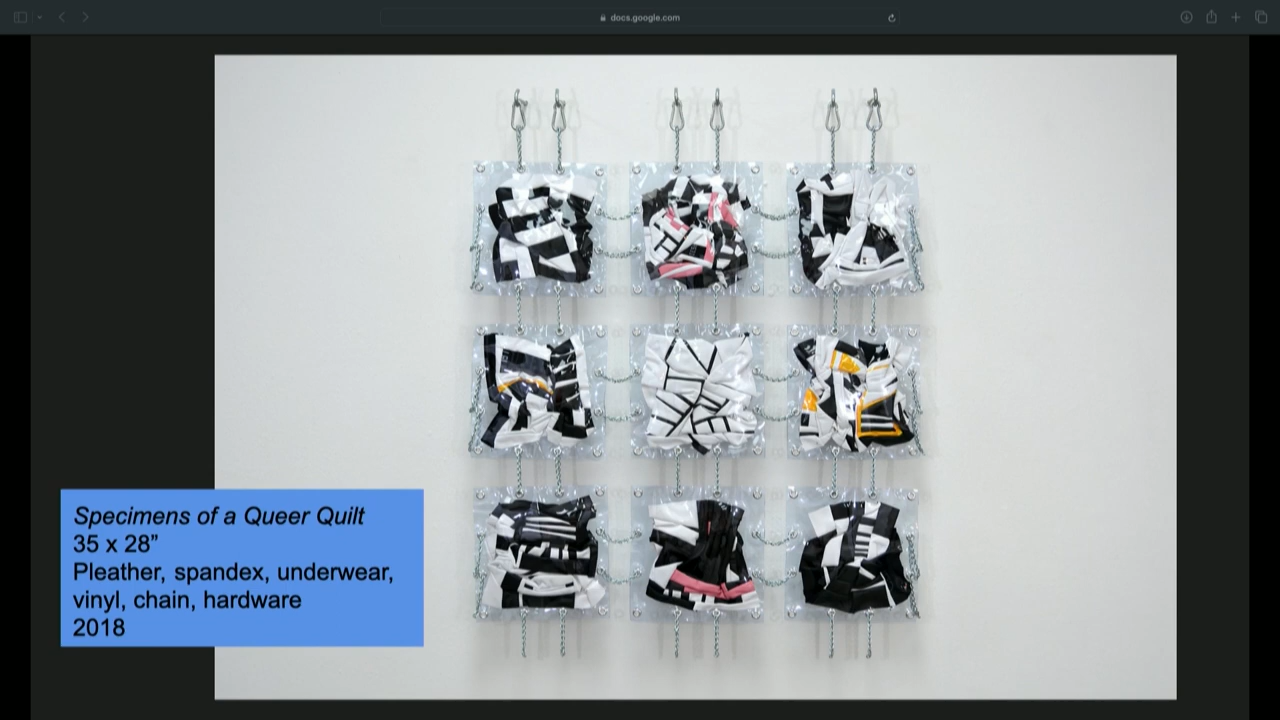 docs.google.com
Specimens of a Queer Quilt
35 x 28”
Pleather, spandex, underwear,
vinyl, chain, hardware
2018